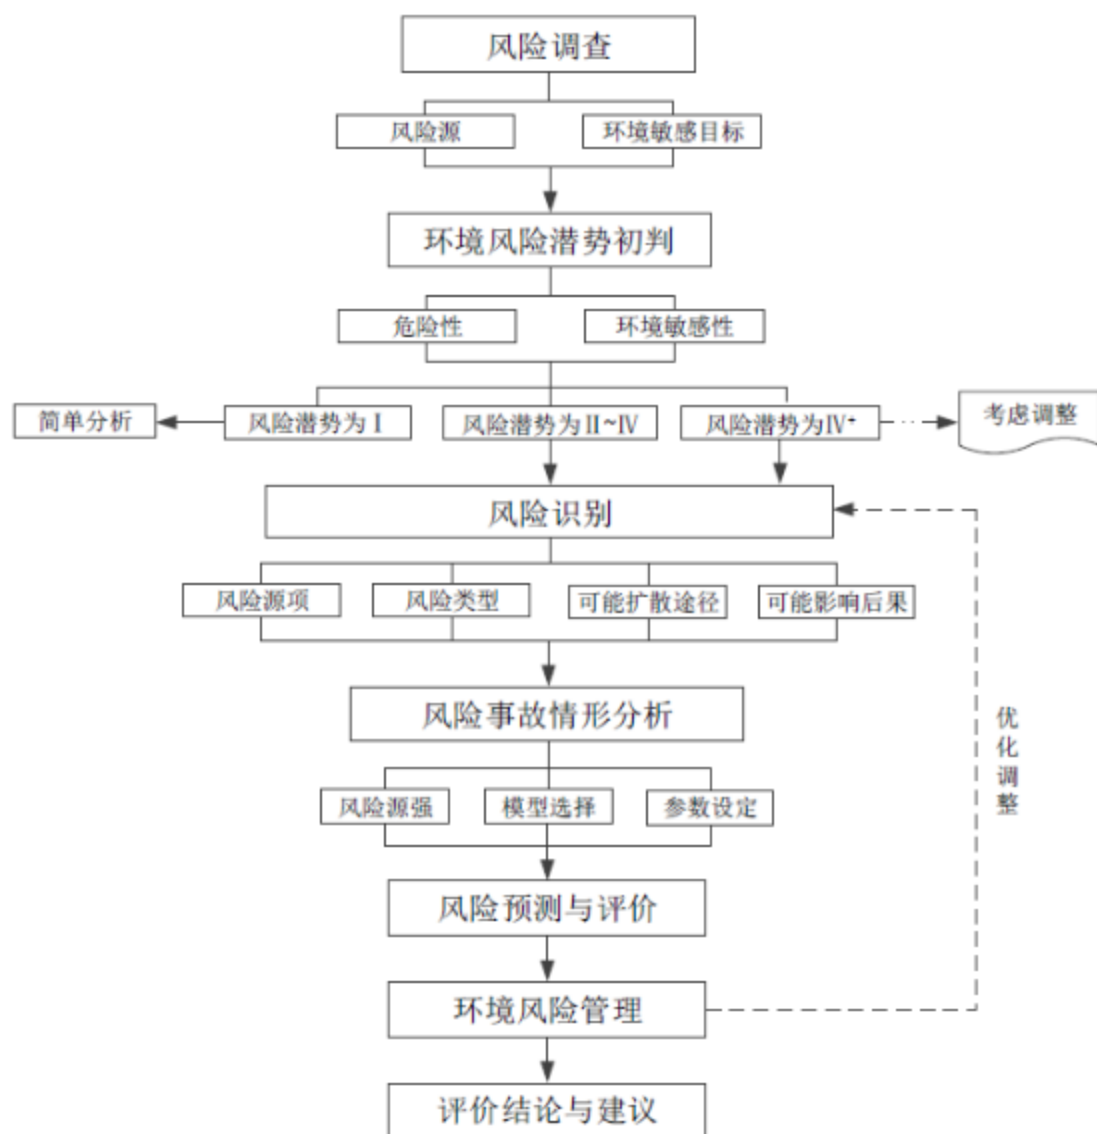 风险调查
风险源
环境敏感目标
环境风险潜势初判
危险性
环境敏感性
简单分析
风险潜势为Ⅰ
风险潜势为Ⅱ~Ⅳ
风险潜势为Ⅳ⁺
考虑调整
风险识别
风险源项
风险类型
可能扩散途径
可能影响后果
风险事故情形分析
优化调整
风险源强
模型选择
参数设定
风险预测与评价
环境风险管理
评价结论与建议